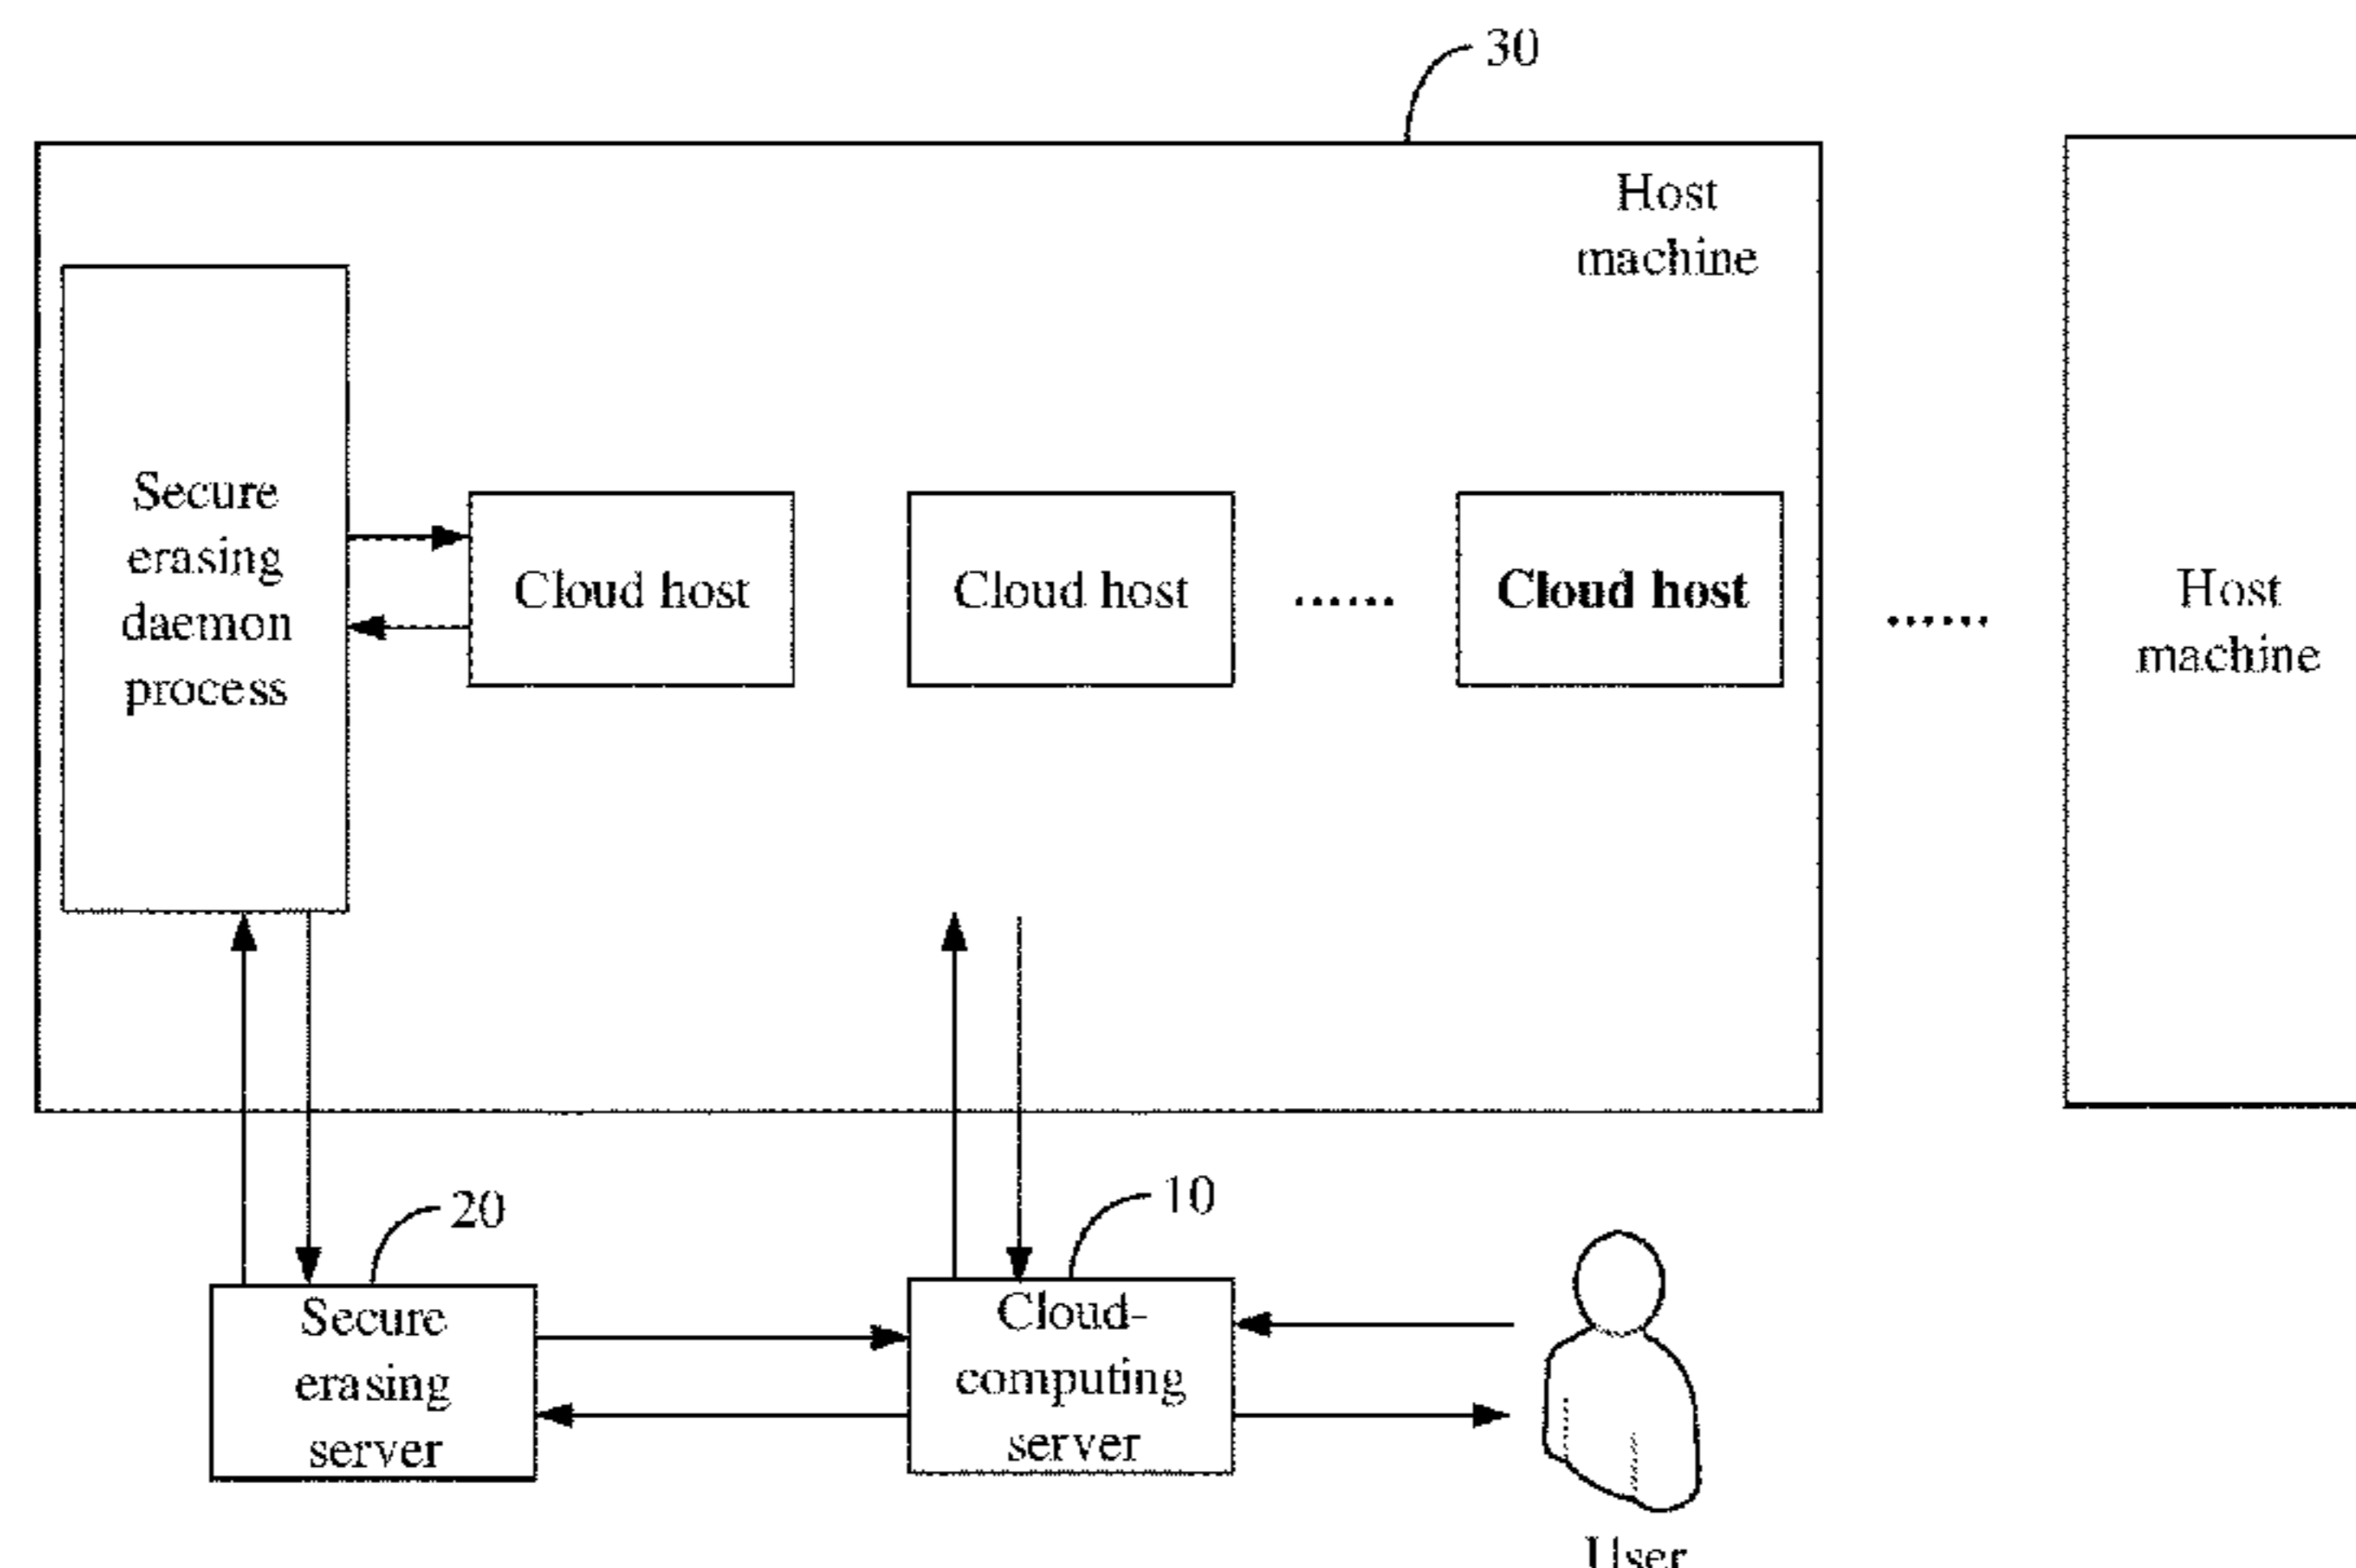 30
Host
machine
Secure
erasing
daemon
process
Cloud host
Cloud host
......
Cloud host
......
Host
machine
20
10
Secure
erasing
server
Cloud-
computing
server
User